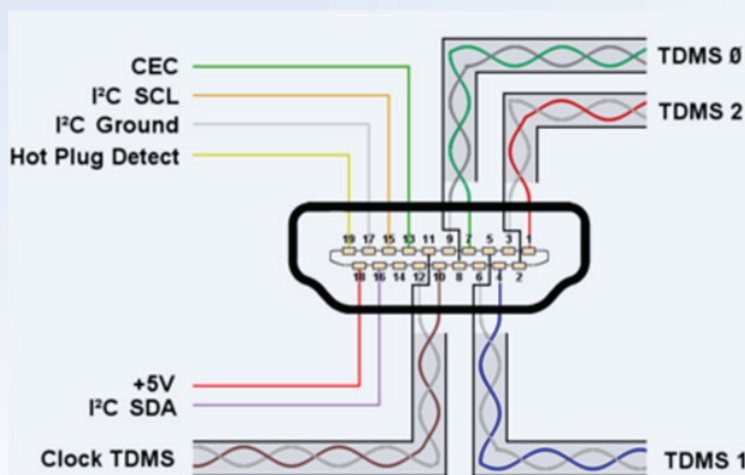 CEC
I²C SCL
I²C Ground
Hot Plug Detect
TDMS 0
TDMS 2
19 17 15 13 11 9 7 5 3 1
18 16 14 12 10 8 6 4 2
+5V
I²C SDA
Clock TDMS
TDMS 1